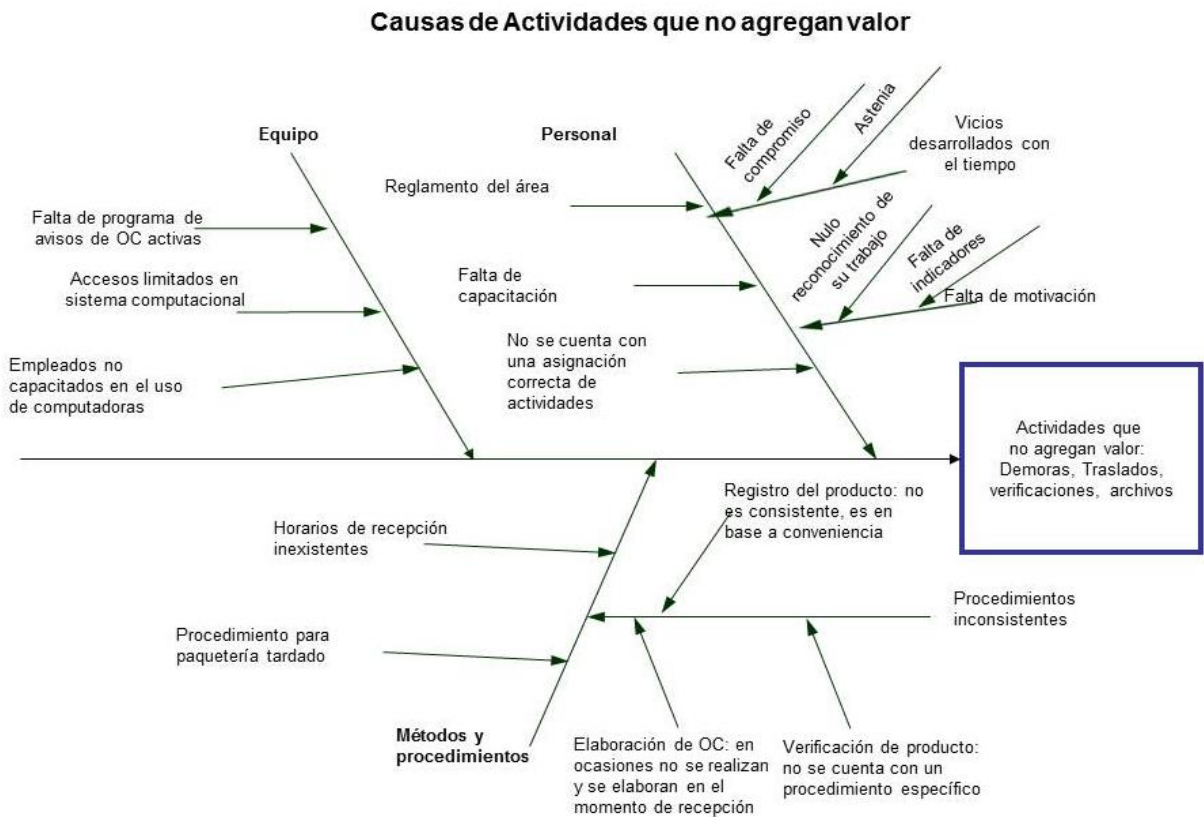 Causas de Actividades que no agregan valor
Equipo
Personal
Falta de
compromiso
Astenia
Vicios
desarrollados con
el tiempo
Reglamento del área
Falta de programa de
avisos de OC activas
Nulo
reconocimiento de
su trabajo
Falta de
indicadores
Accesos limitados en
sistema computacional
Falta de
capacitación
Falta de motivación
Empleados no
capacitados en el uso
de computadoras
No se cuenta con
una asignación
correcta de
actividades
Actividades que
no agregan valor:
Demoras, Traslados,
verificaciones, archivos
Registro del producto: no
es consistente, es en
base a conveniencia
Horarios de recepción
inexistentes
Procedimientos
inconsistentes
Procedimiento para
paquetería tardado
Métodos y
procedimientos
Elaboración de OC: en
ocasiones no se realizan
y se elaboran en el
momento de recepción
Verificación de producto:
no se cuenta con un
procedimiento específico